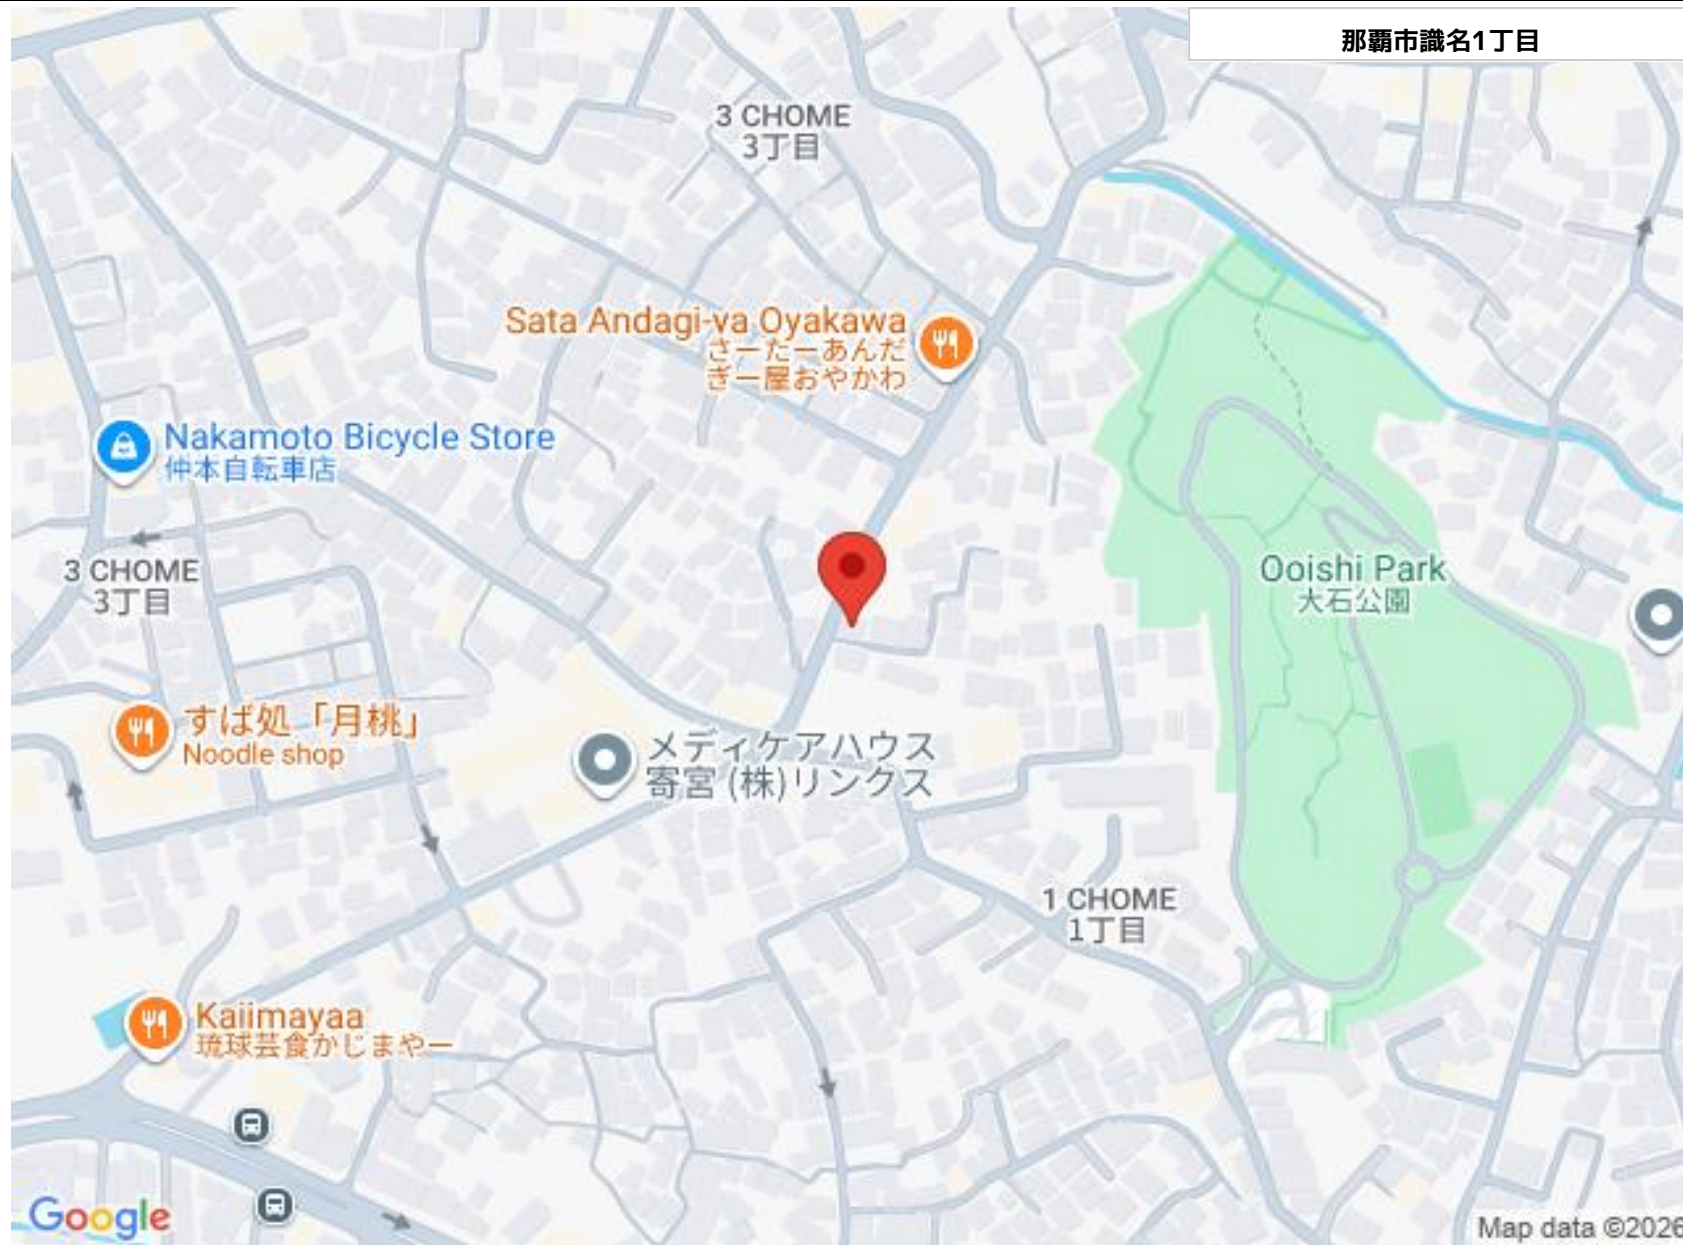 那覇市識名1丁目
3 CHOME
3丁目
Sata Andagi-ya Oyakawa
さーたーあんだ
ぎー屋おやかわ
Nakamoto Bicycle Store
仲本自転車店
3 CHOME
3丁目
Ooishi Park
大石公園
すば処「月桃」
Noodle shop
メディケアハウス
寄宮 (株)リンクス
1 CHOME
1丁目
Kajimayaa
琉球芸食かじまやー
Google
Map data ©2026